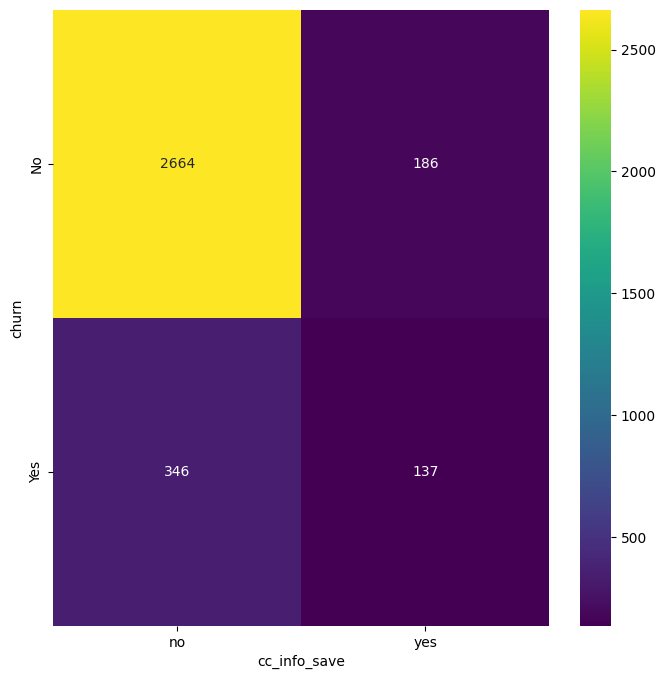 2664 186
346 137
No
Yes
churn
no yes
cc_info_save
2500
2000
1500
1000
500